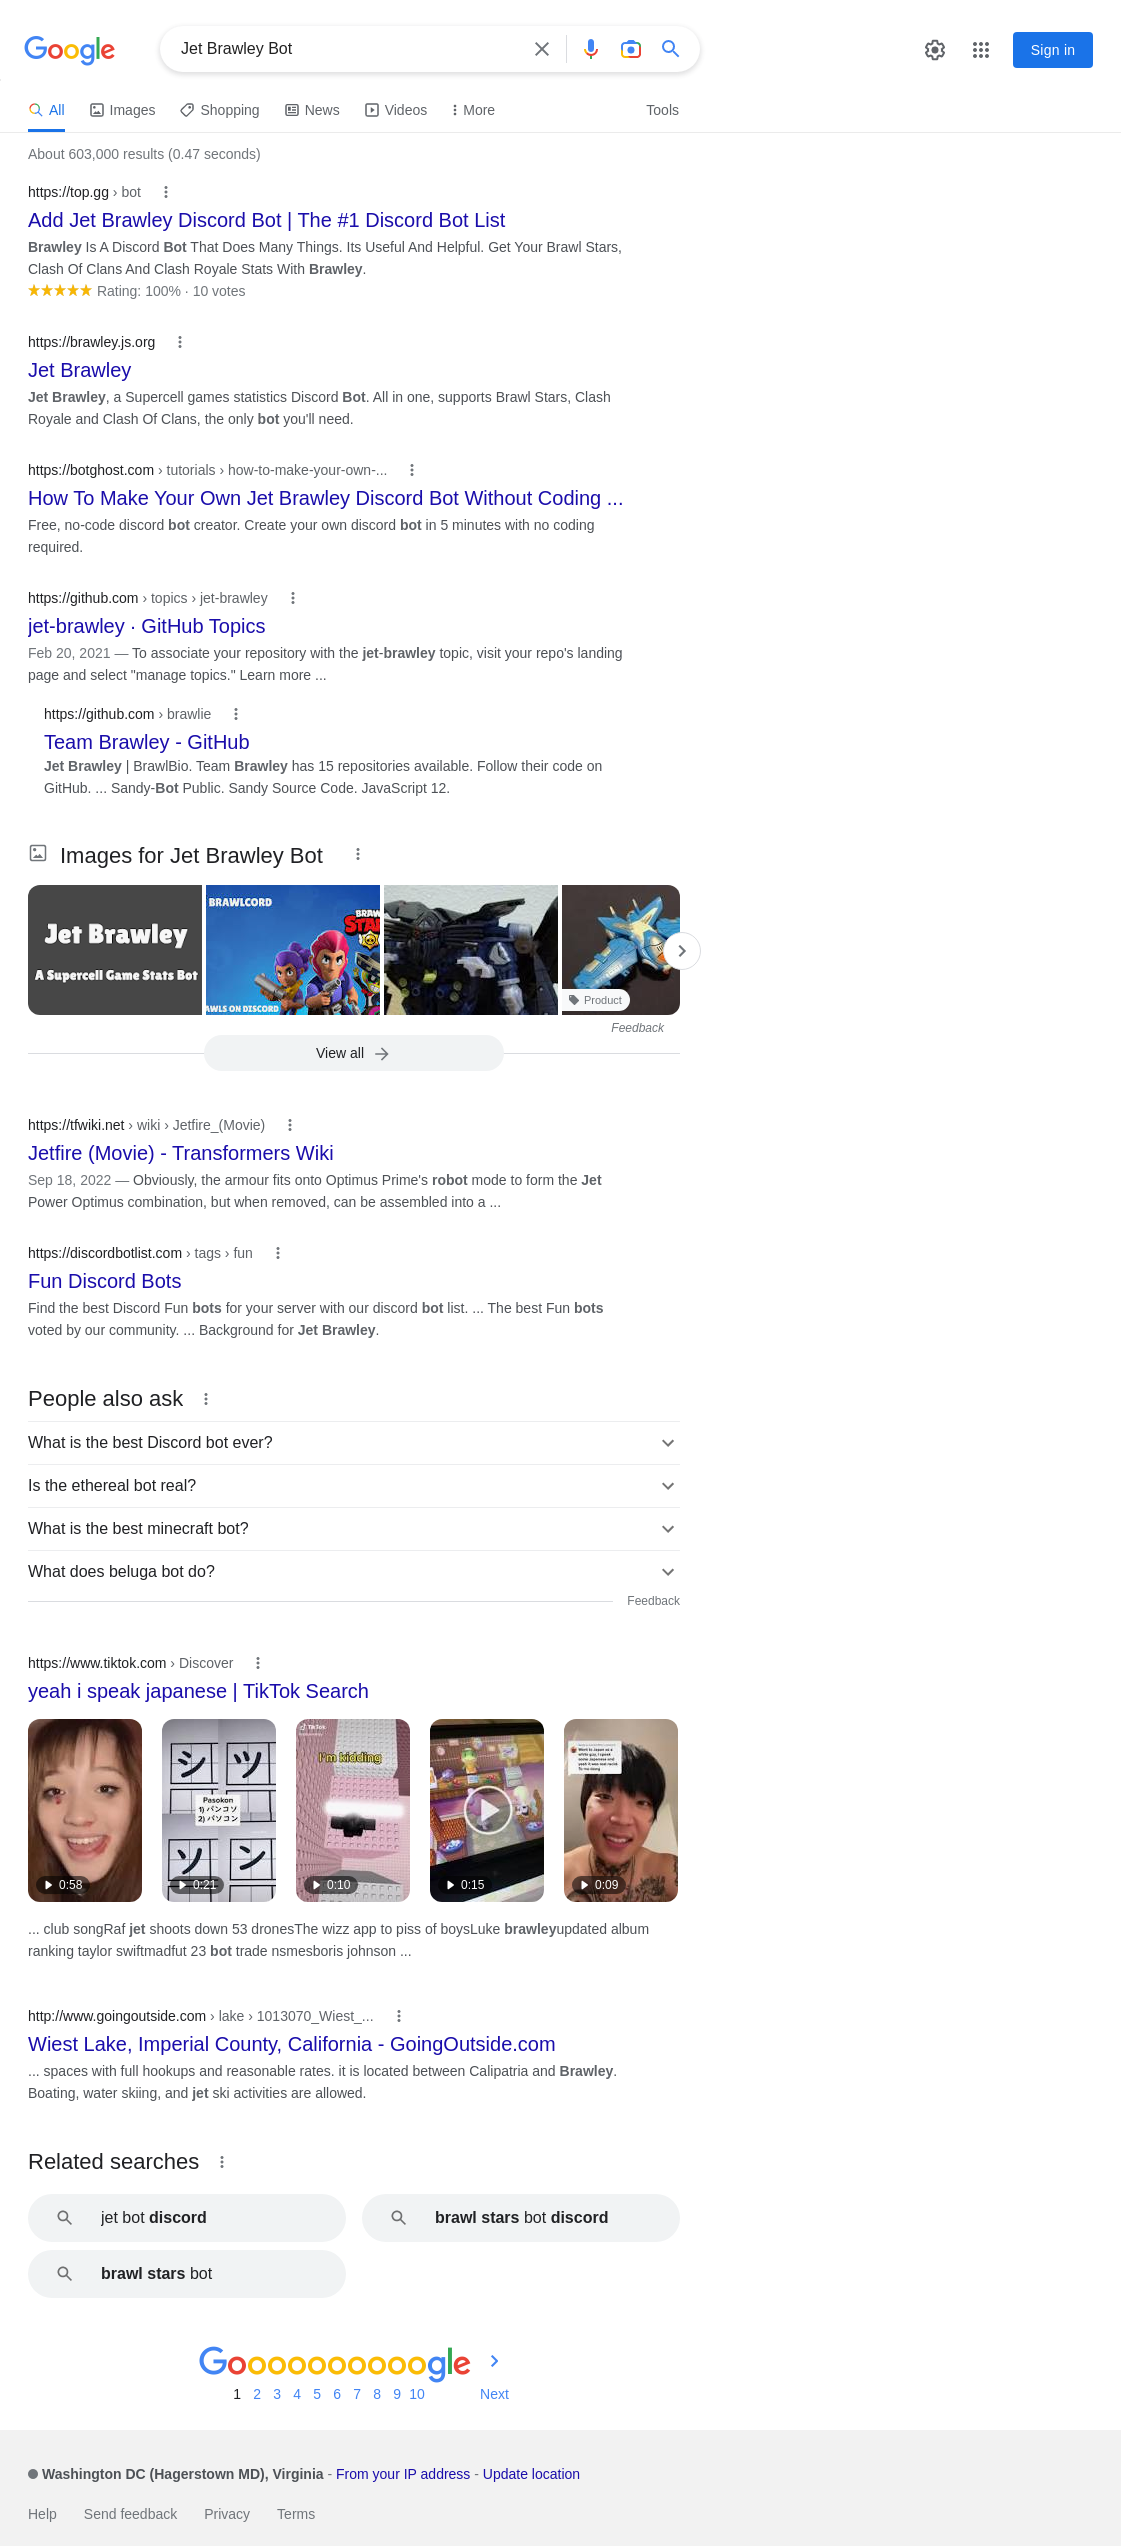 Google
Jet Brawley Bot
Sign in
All
Images
Shopping
News
Videos
More
Tools
About 603,000 results (0.47 seconds)
https://top.gg › bot
Add Jet Brawley Discord Bot | The #1 Discord Bot List
Brawley Is A Discord Bot That Does Many Things. Its Useful And Helpful. Get Your Brawl Stars,
Clash Of Clans And Clash Royale Stats With Brawley.
Rating: 100% · 10 votes
https://brawley.js.org
Jet Brawley
Jet Brawley, a Supercell games statistics Discord Bot. All in one, supports Brawl Stars, Clash
Royale and Clash Of Clans, the only bot you'll need.
https://botghost.com › tutorials › how-to-make-your-own-...
How To Make Your Own Jet Brawley Discord Bot Without Coding ...
Free, no-code discord bot creator. Create your own discord bot in 5 minutes with no coding
required.
https://github.com › topics › jet-brawley
jet-brawley · GitHub Topics
Feb 20, 2021 — To associate your repository with the jet-brawley topic, visit your repo's landing
page and select "manage topics." Learn more ...
https://github.com › brawlie
Team Brawley - GitHub
Jet Brawley | BrawlBio. Team Brawley has 15 repositories available. Follow their code on
GitHub. ... Sandy-Bot Public. Sandy Source Code. JavaScript 12.
Images for Jet Brawley Bot
Jet Brawley
A Supercell Game Stats Bot
BRAWLCORD
BRAW
STA
AWLS ON DISCORD
Product
Feedback
View all
https://tfwiki.net › wiki › Jetfire_(Movie)
Jetfire (Movie) - Transformers Wiki
Sep 18, 2022 — Obviously, the armour fits onto Optimus Prime's robot mode to form the Jet
Power Optimus combination, but when removed, can be assembled into a ...
https://discordbotlist.com › tags › fun
Fun Discord Bots
Find the best Discord Fun bots for your server with our discord bot list. ... The best Fun bots
voted by our community. ... Background for Jet Brawley.
People also ask
What is the best Discord bot ever?
Is the ethereal bot real?
What is the best minecraft bot?
What does beluga bot do?
Feedback
https://www.tiktok.com › Discover
yeah i speak japanese | TikTok Search
シ ツ
Pasokon
1) パンコソ
2) パソコン
ソ ン
TikTok
I'm kidding
0:58
0:21
0:10
0:15
0:09
... club songRaf jet shoots down 53 dronesThe wizz app to piss of boysLuke brawleyupdated album
ranking taylor swiftmadfut 23 bot trade nsmesboris johnson ...
http://www.goingoutside.com › lake › 1013070_Wiest_...
Wiest Lake, Imperial County, California - GoingOutside.com
... spaces with full hookups and reasonable rates. it is located between Calipatria and Brawley.
Boating, water skiing, and jet ski activities are allowed.
Related searches
jet bot discord
brawl stars bot discord
brawl stars bot
Goooooooooogle
1 2 3 4 5 6 7 8 9 10 Next
Washington DC (Hagerstown MD), Virginia - From your IP address - Update location
Help Send feedback Privacy Terms